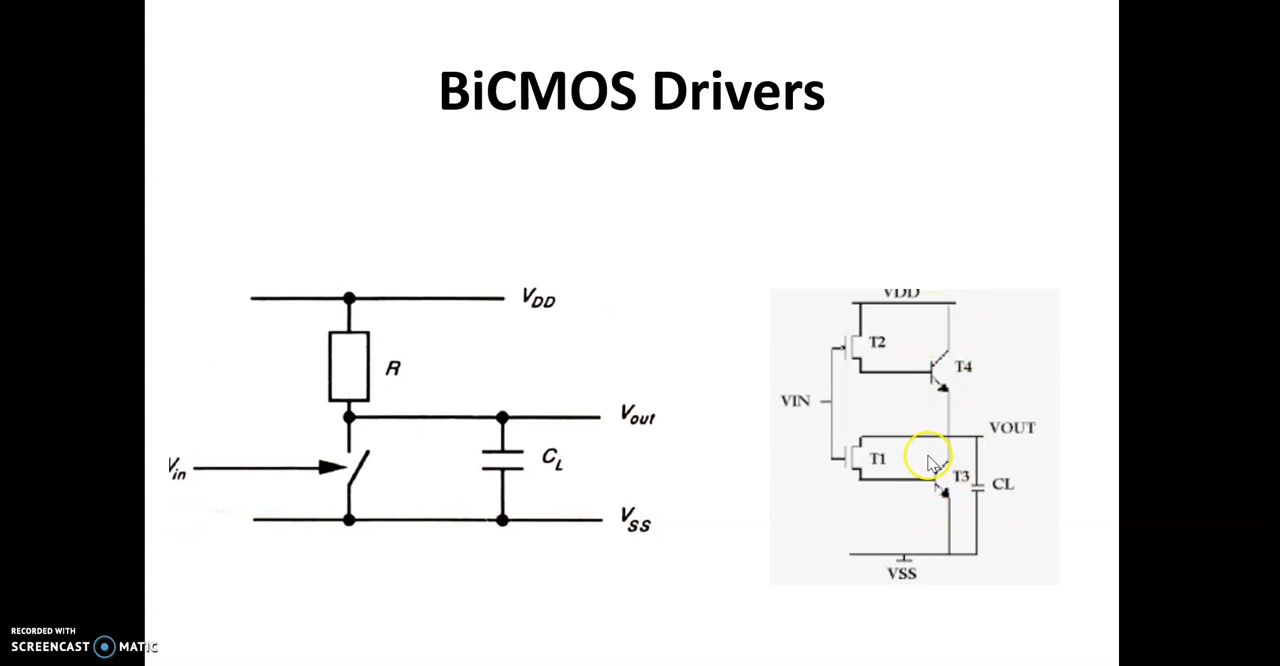 BiCMOS Drivers
VDD
R
Vout
Vin
CL
VSS
VDD
T2
T4
VIN
VOUT
T1
T3
CL
VSS
RECORDED WITH
SCREENCAST MATIC